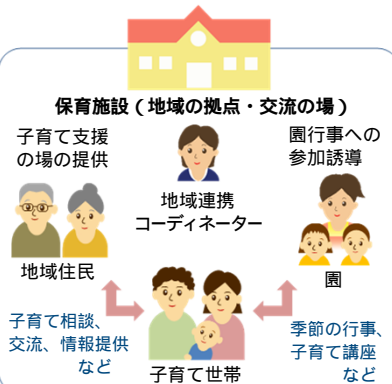 保育施設(地域の拠点・交流の場)
子育て支援
の場の提供
園行事への
参加誘導
地域連携
コーディネーター
地域住民
園
子育て相談、
交流、情報提供
など
季節の行事、
子育て講座
など
子育て世帯